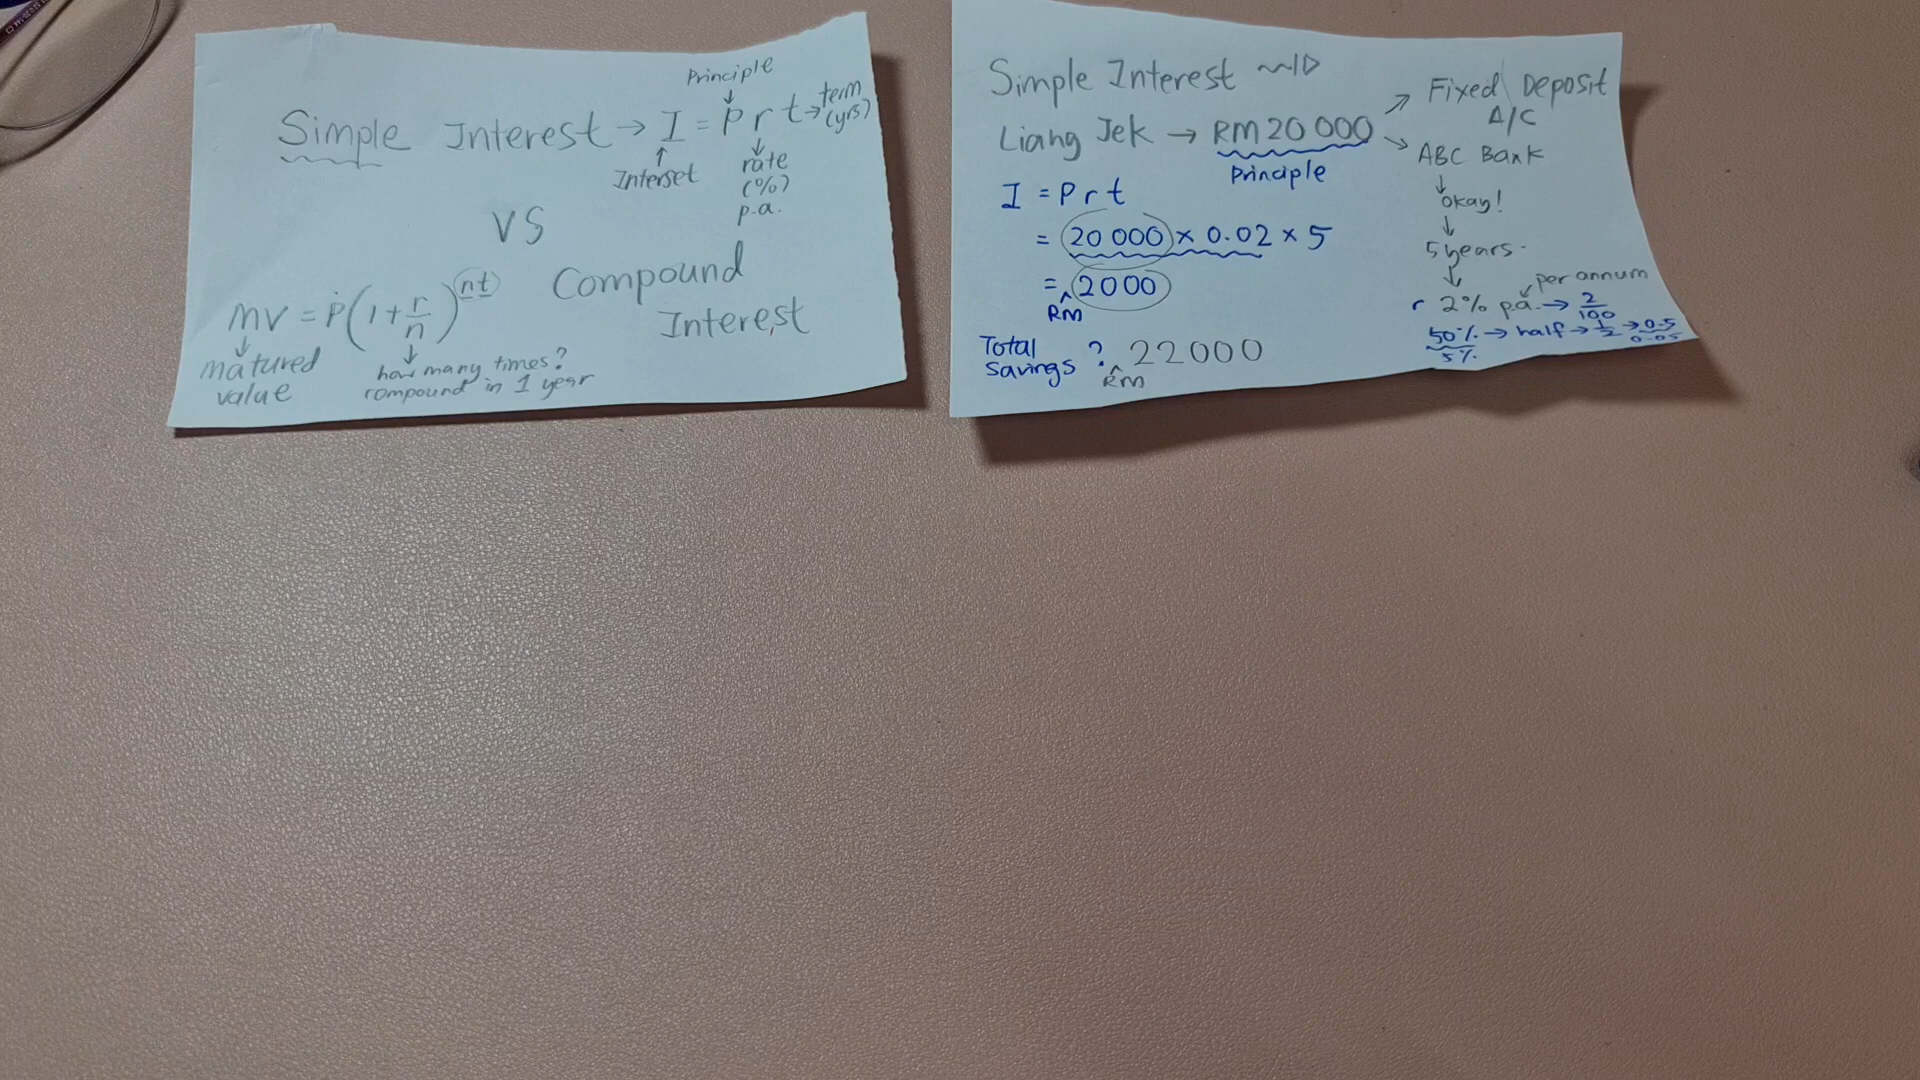 Principle
Simple Interest → I = P r t → term (yrs)
Interset
rate
(%)
p.a.
VS
Compound
Interest
MV = P(1 + r/n)^(nt)
matured
value
how many times?
compound in 1 year
Simple Interest
Liang Jek → RM 20 000
Principle
Fixed Deposit
A/C
ABC Bank
okay!
5 years.
per annum
r 2% p.a. → 2/100
50% → half → 1/2 → 0.5
5%
0.05
I = P r t
= 20 000 × 0.02 × 5
= 2000
RM
Total
Savings ? 22000
RM